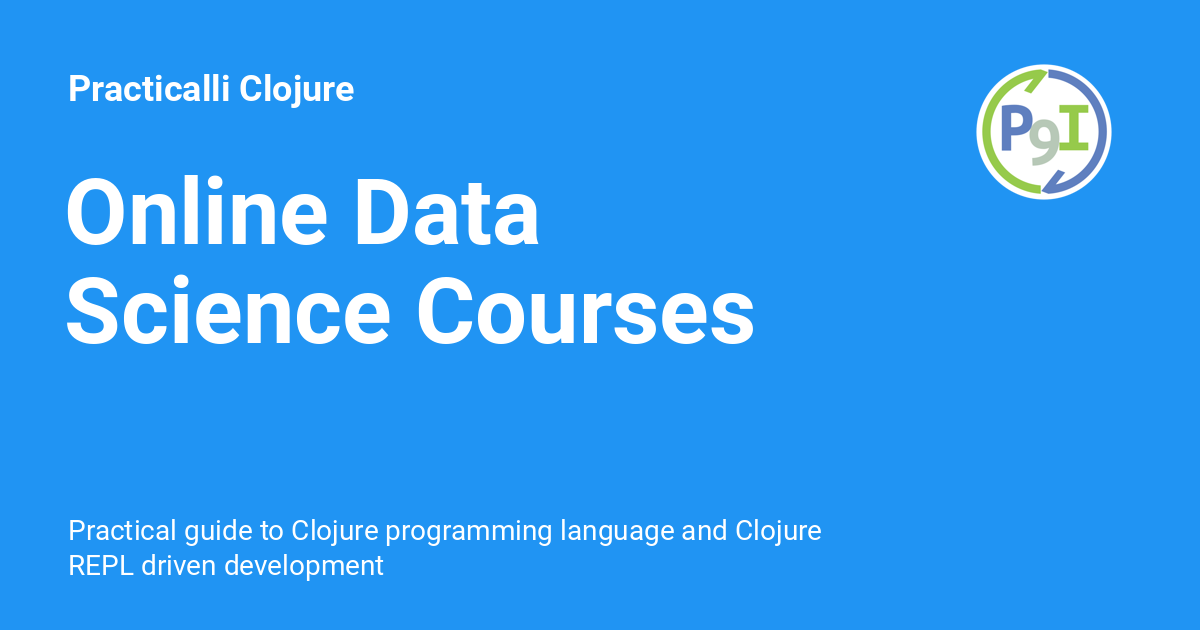 Practicalli Clojure
P9I
Online Data
Science Courses
Practical guide to Clojure programming language and Clojure
REPL driven development